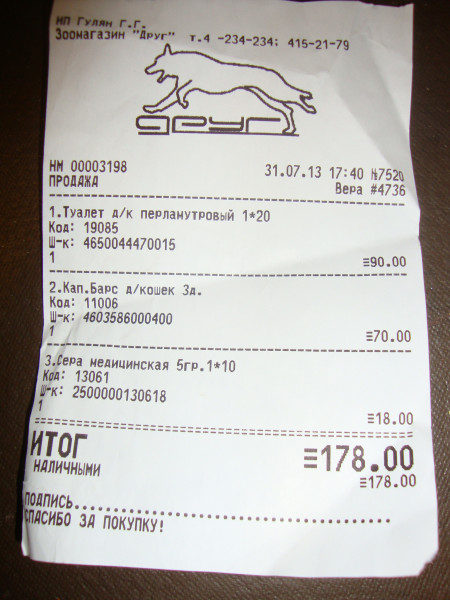 ИП Гулян Г.Г.
Зоомагазин "Друг" т.4 -234-234; 415-21-79
друг
НМ 00003198 31.07.13 17:40 №7520
ПРОДАЖА Вера #4736
1.Туалет д/к перламутровый 1*20
Код: 19085
Ш-к: 4650044470015
1 ≡90.00
2.Кап.Барс д/кошек 3д.
Код: 11006
Ш-к: 4603586000400
1 ≡70.00
3.Сера медицинская 5гр.1*10
Код: 13061
Ш-к: 2500000130618
1 ≡18.00
ИТОГ ≡178.00
НАЛИЧНЫМИ ≡178.00
ПОДПИСЬ..............................
СПАСИБО ЗА ПОКУПКУ!